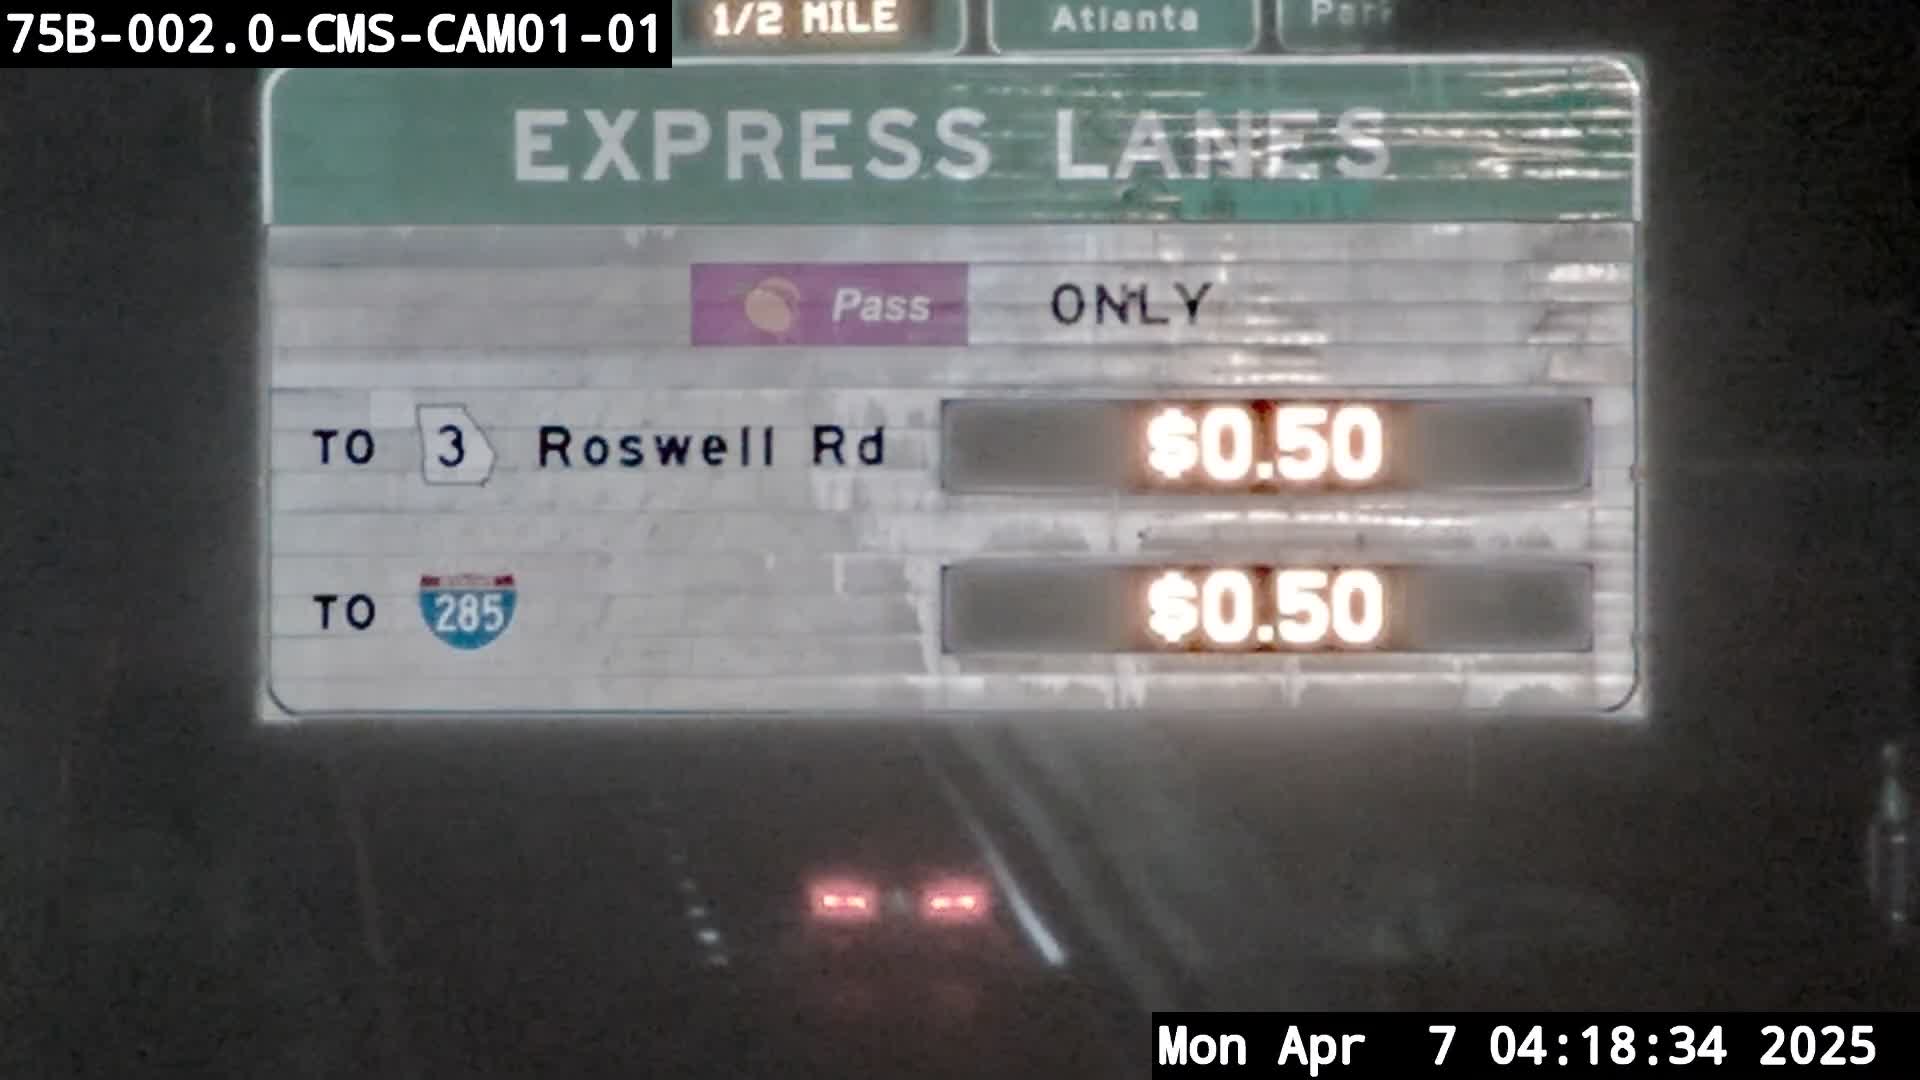 75B-002.0-CMS-CAM01-01
1/2 MILE
Atlanta
EXPRESS LANES
Pass ONLY
TO 3 Roswell Rd $0.50
TO 285 $0.50
Mon Apr 7 04:18:34 2025